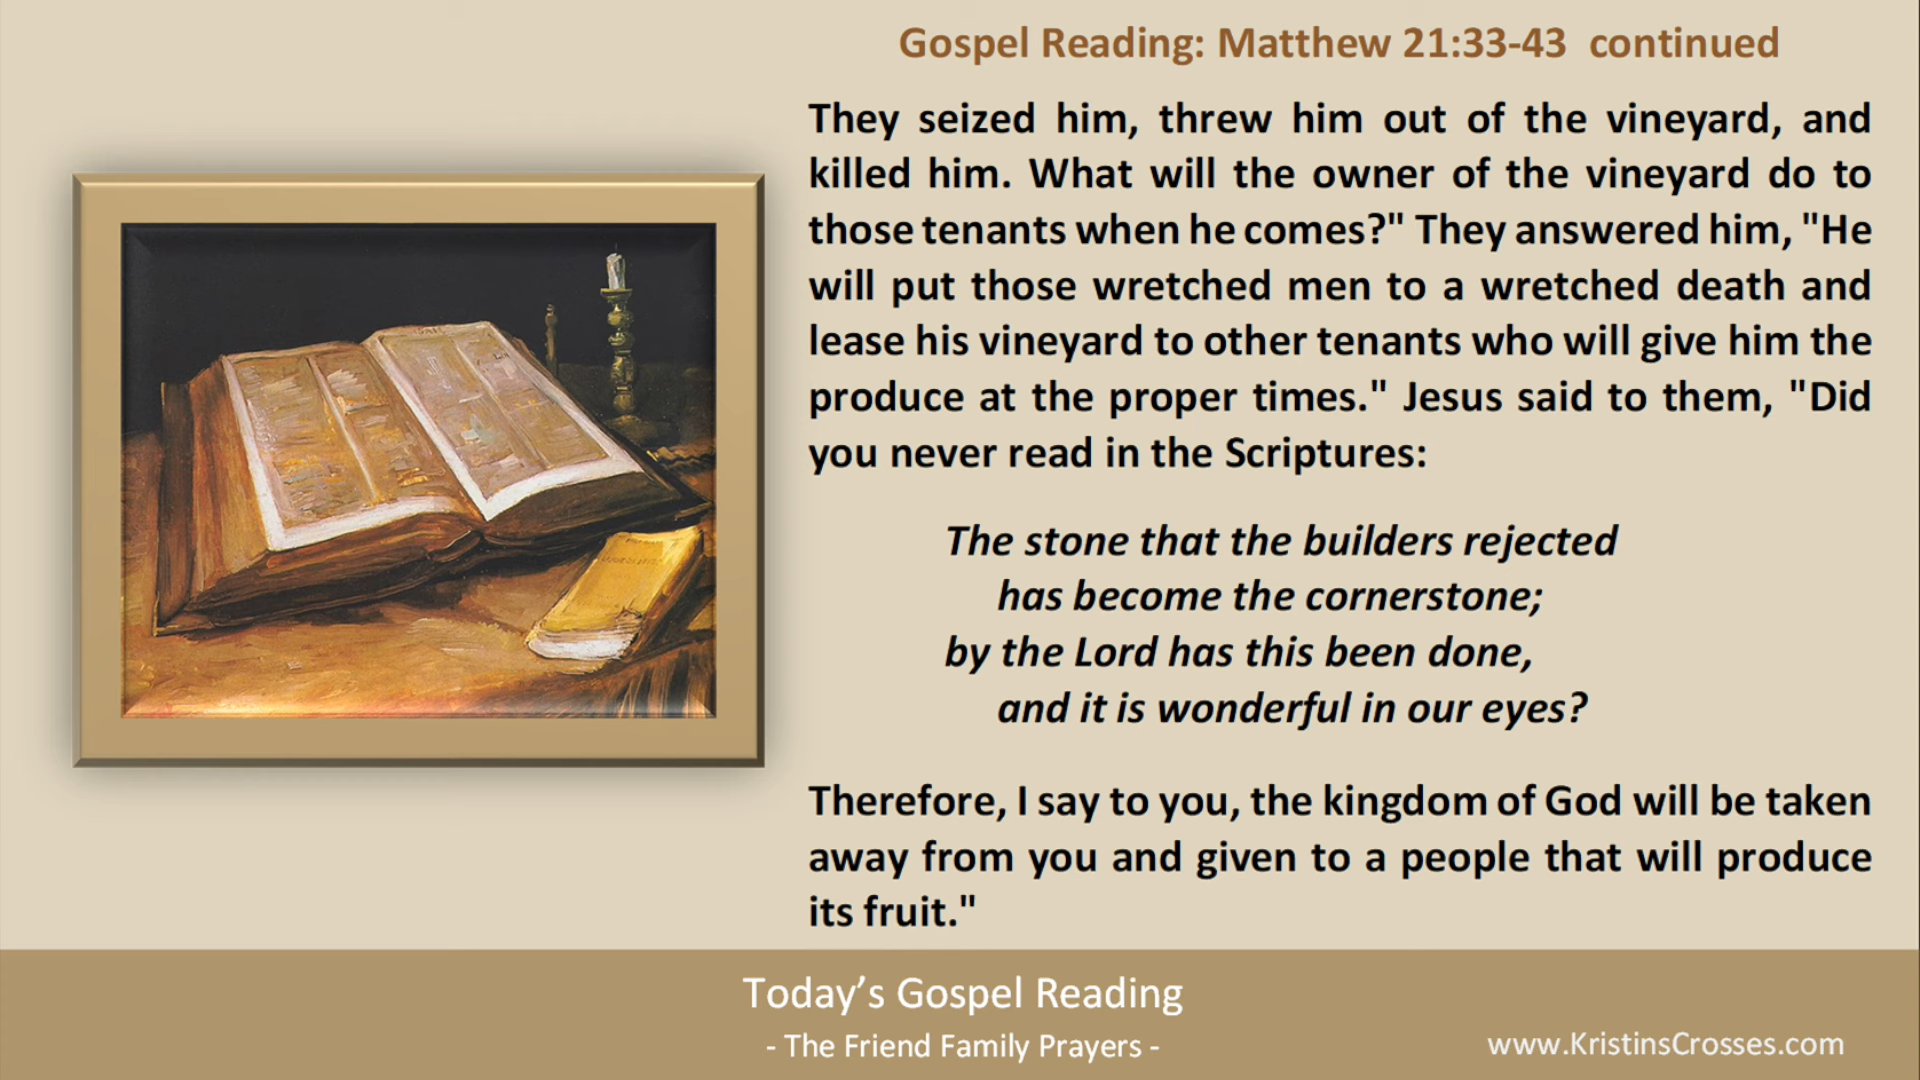 Gospel Reading: Matthew 21:33-43 continued
They seized him, threw him out of the vineyard, and
killed him. What will the owner of the vineyard do to
those tenants when he comes?" They answered him, "He
will put those wretched men to a wretched death and
lease his vineyard to other tenants who will give him the
produce at the proper times." Jesus said to them, "Did
you never read in the Scriptures:
The stone that the builders rejected
has become the cornerstone;
by the Lord has this been done,
and it is wonderful in our eyes?
Therefore, I say to you, the kingdom of God will be taken
away from you and given to a people that will produce
its fruit."
Today’s Gospel Reading
- The Friend Family Prayers -
www.KristinsCrosses.com